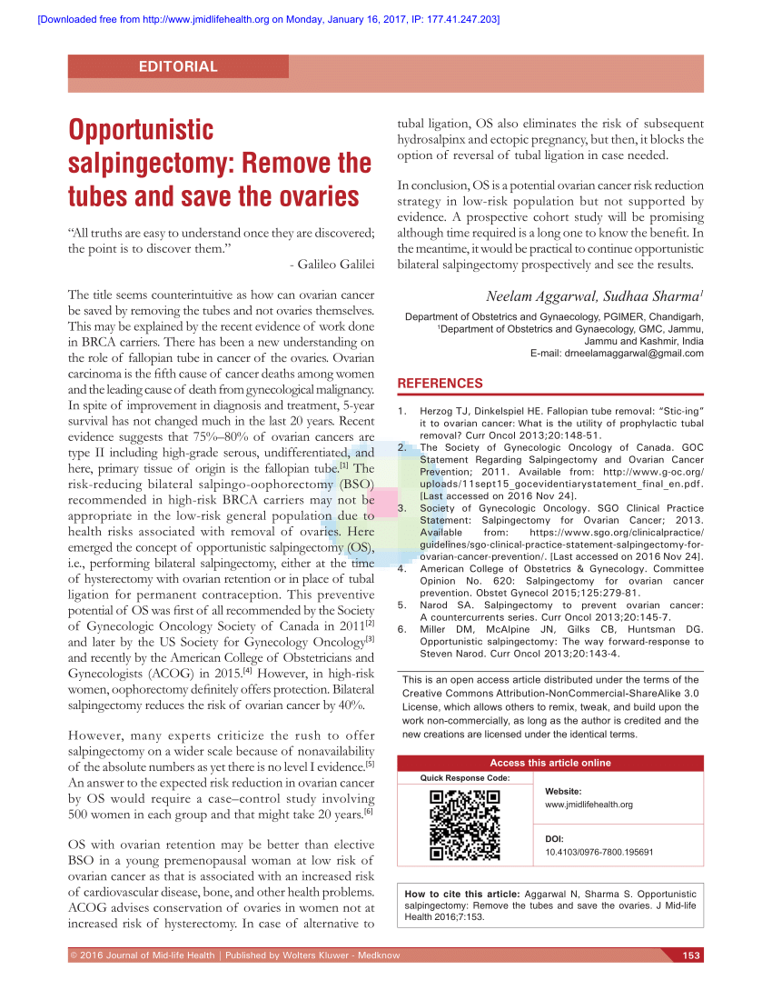 [Downloaded free from http://www.jmidlifehealth.org on Monday, January 16, 2017, IP: 177.41.247.203]
EDITORIAL
Opportunistic
salpingectomy: Remove the
tubes and save the ovaries
“All truths are easy to understand once they are discovered;
the point is to discover them.”
- Galileo Galilei
The title seems counterintuitive as how can ovarian cancer
be saved by removing the tubes and not ovaries themselves.
This may be explained by the recent evidence of work done
in BRCA carriers. There has been a new understanding on
the role of fallopian tube in cancer of the ovaries. Ovarian
carcinoma is the fifth cause of cancer deaths among women
and the leading cause of death from gynecological malignancy.
In spite of improvement in diagnosis and treatment, 5-year
survival has not changed much in the last 20 years. Recent
evidence suggests that 75%–80% of ovarian cancers are
type II including high-grade serous, undifferentiated, and
here, primary tissue of origin is the fallopian tube.[1] The
risk-reducing bilateral salpingo-oophorectomy (BSO)
recommended in high-risk BRCA carriers may not be
appropriate in the low-risk general population due to
health risks associated with removal of ovaries. Here
emerged the concept of opportunistic salpingectomy (OS),
i.e., performing bilateral salpingectomy, either at the time
of hysterectomy with ovarian retention or in place of tubal
ligation for permanent contraception. This preventive
potential of OS was first of all recommended by the Society
of Gynecologic Oncology Society of Canada in 2011[2]
and later by the US Society for Gynecology Oncology[3]
and recently by the American College of Obstetricians and
Gynecologists (ACOG) in 2015.[4] However, in high-risk
women, oophorectomy definitely offers protection. Bilateral
salpingectomy reduces the risk of ovarian cancer by 40%.
However, many experts criticize the rush to offer
salpingectomy on a wider scale because of nonavailability
of the absolute numbers as yet there is no level I evidence.[5]
An answer to the expected risk reduction in ovarian cancer
by OS would require a case–control study involving
500 women in each group and that might take 20 years.[6]
OS with ovarian retention may be better than elective
BSO in a young premenopausal woman at low risk of
ovarian cancer as that is associated with an increased risk
of cardiovascular disease, bone, and other health problems.
ACOG advises conservation of ovaries in women not at
increased risk of hysterectomy. In case of alternative to
tubal ligation, OS also eliminates the risk of subsequent
hydrosalpinx and ectopic pregnancy, but then, it blocks the
option of reversal of tubal ligation in case needed.
In conclusion, OS is a potential ovarian cancer risk reduction
strategy in low-risk population but not supported by
evidence. A prospective cohort study will be promising
although time required is a long one to know the benefit. In
the meantime, it would be practical to continue opportunistic
bilateral salpingectomy prospectively and see the results.
Neelam Aggarwal, Sudhaa Sharma1
Department of Obstetrics and Gynaecology, PGIMER, Chandigarh,
1Department of Obstetrics and Gynaecology, GMC, Jammu,
Jammu and Kashmir, India
E-mail: drneelamaggarwal@gmail.com
REFERENCES
1. Herzog TJ, Dinkelspiel HE. Fallopian tube removal: “Stic-ing”
it to ovarian cancer: What is the utility of prophylactic tubal
removal? Curr Oncol 2013;20:148-51.
2. The Society of Gynecologic Oncology of Canada. GOC
Statement Regarding Salpingectomy and Ovarian Cancer
Prevention; 2011. Available from: http://www.g-oc.org/
uploads/11sept15_gocevidentiarystatement_final_en.pdf.
[Last accessed on 2016 Nov 24].
3. Society of Gynecologic Oncology. SGO Clinical Practice
Statement: Salpingectomy for Ovarian Cancer; 2013.
Available from: https://www.sgo.org/clinicalpractice/
guidelines/sgo-clinical-practice-statement-salpingectomy-for-
ovarian-cancer-prevention/. [Last accessed on 2016 Nov 24].
4. American College of Obstetrics & Gynecology. Committee
Opinion No. 620: Salpingectomy for ovarian cancer
prevention. Obstet Gynecol 2015;125:279-81.
5. Narod SA. Salpingectomy to prevent ovarian cancer:
A countercurrents series. Curr Oncol 2013;20:145-7.
6. Miller DM, McAlpine JN, Gilks CB, Huntsman DG.
Opportunistic salpingectomy: The way forward-response to
Steven Narod. Curr Oncol 2013;20:143-4.
This is an open access article distributed under the terms of the
Creative Commons Attribution-NonCommercial-ShareAlike 3.0
License, which allows others to remix, tweak, and build upon the
work non-commercially, as long as the author is credited and the
new creations are licensed under the identical terms.
Access this article online
Quick Response Code:
Website:
www.jmidlifehealth.org
DOI:
10.4103/0976-7800.195691
How to cite this article: Aggarwal N, Sharma S. Opportunistic
salpingectomy: Remove the tubes and save the ovaries. J Mid-life
Health 2016;7:153.
© 2016 Journal of Mid-life Health | Published by Wolters Kluwer - Medknow
153